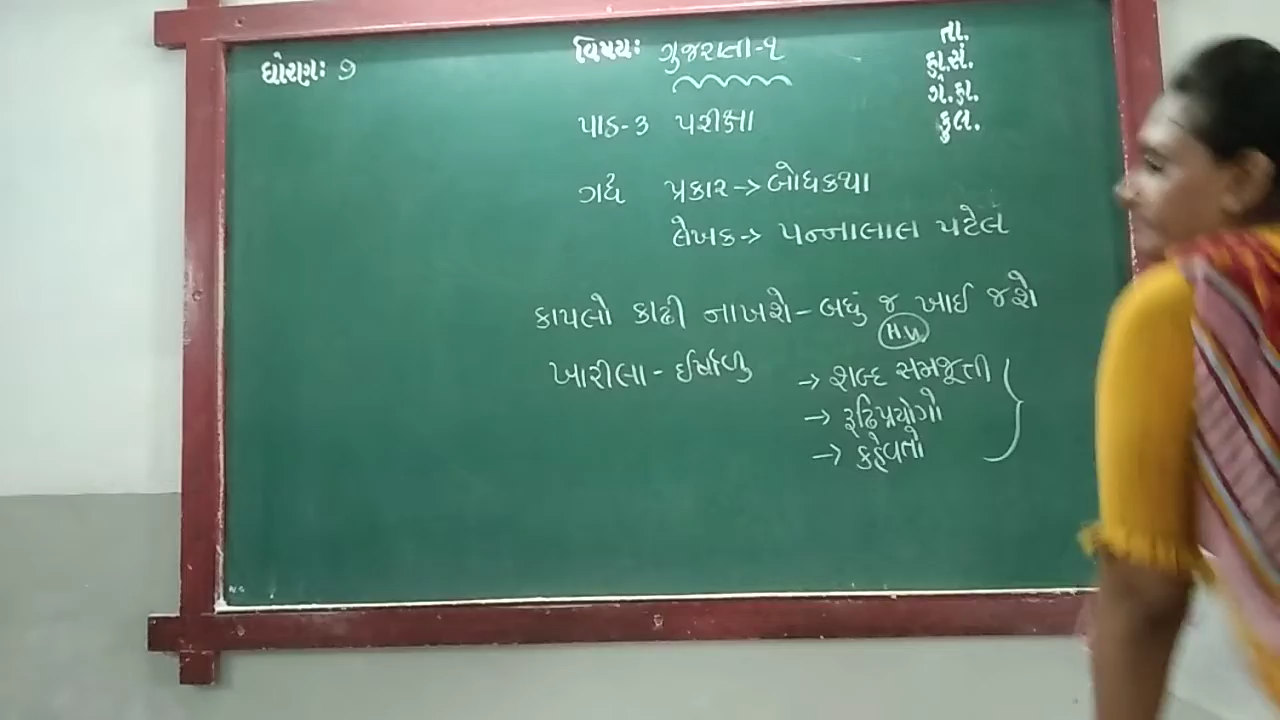 ધોરણઃ ૭
વિષયઃ ગુજરાતી-૧
તા.
હા.સં.
ગે.હા.
કુલ.
પાઠ-૩ પરીક્ષા
ગદ્ય પ્રકાર → બોધકથા
લેખક → પન્નાલાલ પટેલ
કાપલો કાઢી નાખશે - બધું જ ખાઈ જશે
H.W
ખારીલા - ઈર્ષાળુ
→ શબ્દ સમજૂતી
→ રૂઢિપ્રયોગો
→ કહેવતો